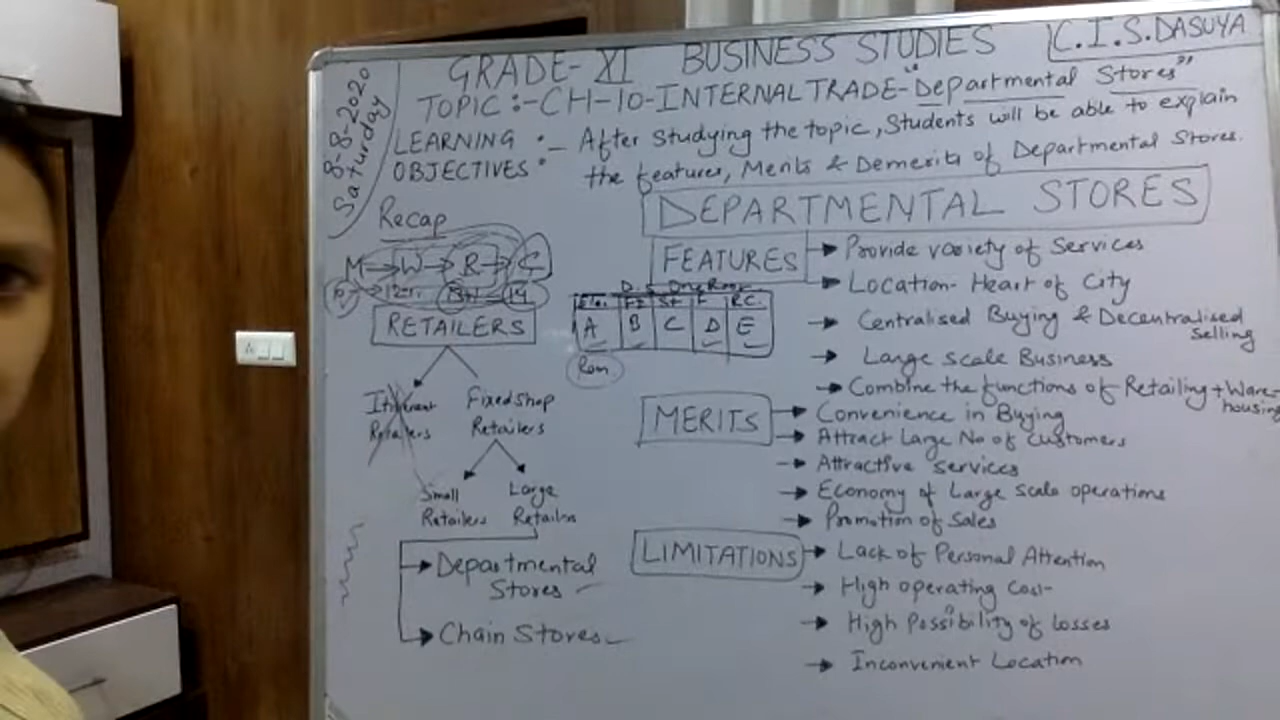 8-8-2020
Saturday
GRADE- XI BUSINESS STUDIES C.I.S.DASUYA
TOPIC :- CH-10-INTERNAL TRADE-"Departmental Stores"
LEARNING OBJECTIVES :- After studying the topic, Students will be able to explain
the features, Merits & Demerits of Departmental Stores.
Recap
M → W → R → C
RETAILERS
Itinerant Retailers
Fixed Shop Retailers
Small Retailers
Large Retailers
Departmental Stores
Chain Stores
A B C D E
DEPARTMENTAL STORES
FEATURES
Provide variety of Services
Location- Heart of City
Centralised Buying & Decentralised
Selling
Large Scale Business
Combine the functions of Retailing + Ware-
housing
MERITS
Convenience in Buying
Attract Large No of customers
Attractive services
Economy of Large scale operations
Promotion of Sales
LIMITATIONS
Lack of Personal Attention
High operating Cost
High Possibility of losses
Inconvenient Location